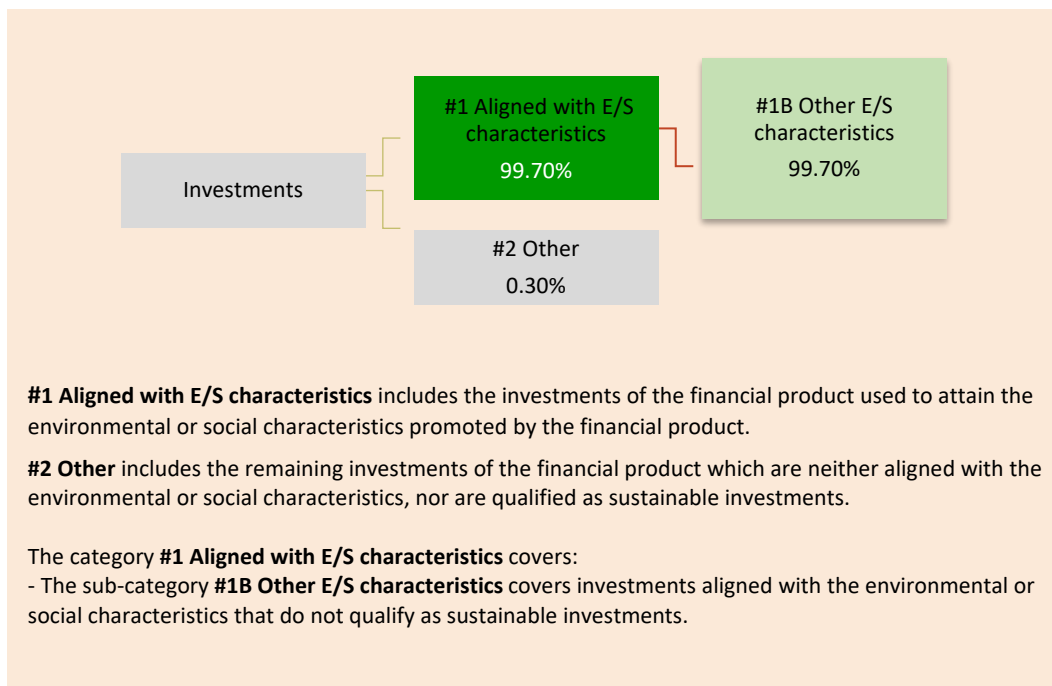 #1 Aligned with E/S
characteristics
99.70%
#1B Other E/S
characteristics
99.70%
Investments
#2 Other
0.30%
#1 Aligned with E/S characteristics includes the investments of the financial product used to attain the
environmental or social characteristics promoted by the financial product.
#2 Other includes the remaining investments of the financial product which are neither aligned with the
environmental or social characteristics, nor are qualified as sustainable investments.
The category #1 Aligned with E/S characteristics covers:
- The sub-category #1B Other E/S characteristics covers investments aligned with the environmental or
social characteristics that do not qualify as sustainable investments.